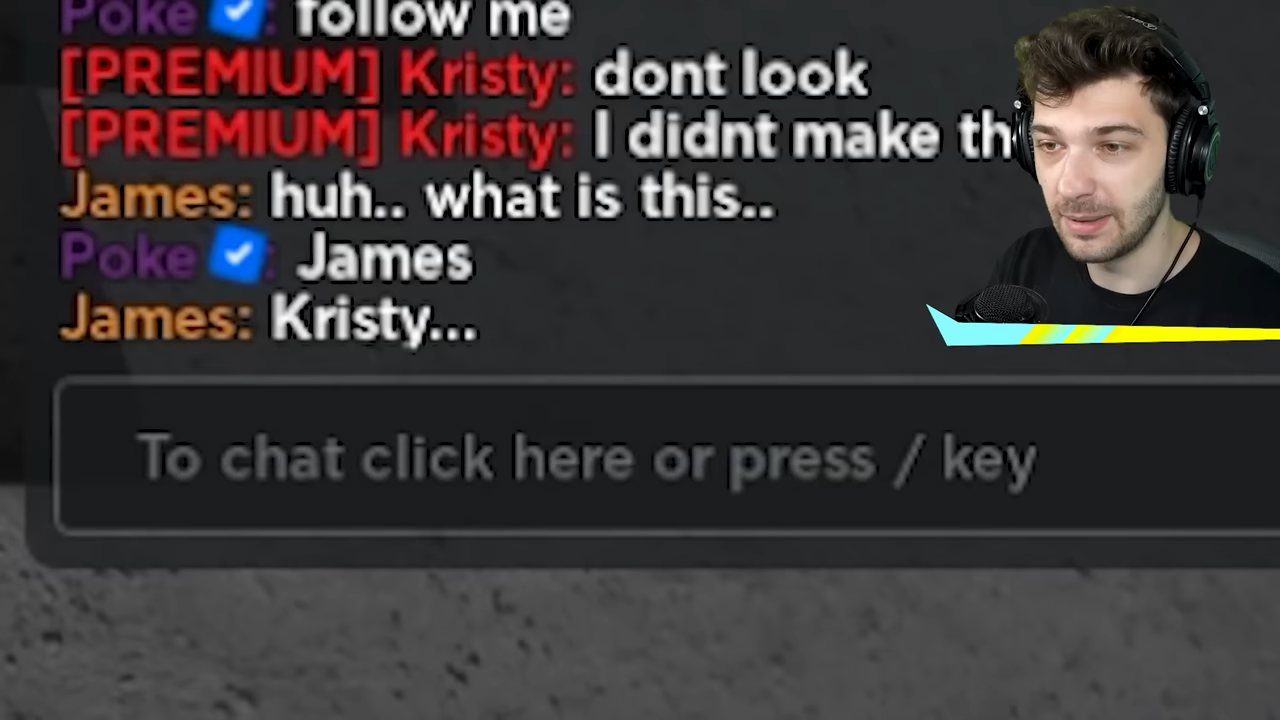 Poke : follow me
[PREMIUM] Kristy: dont look
[PREMIUM] Kristy: I didnt make
James: huh.. what is this..
Poke : James
James: Kristy...
To chat click here or press / key